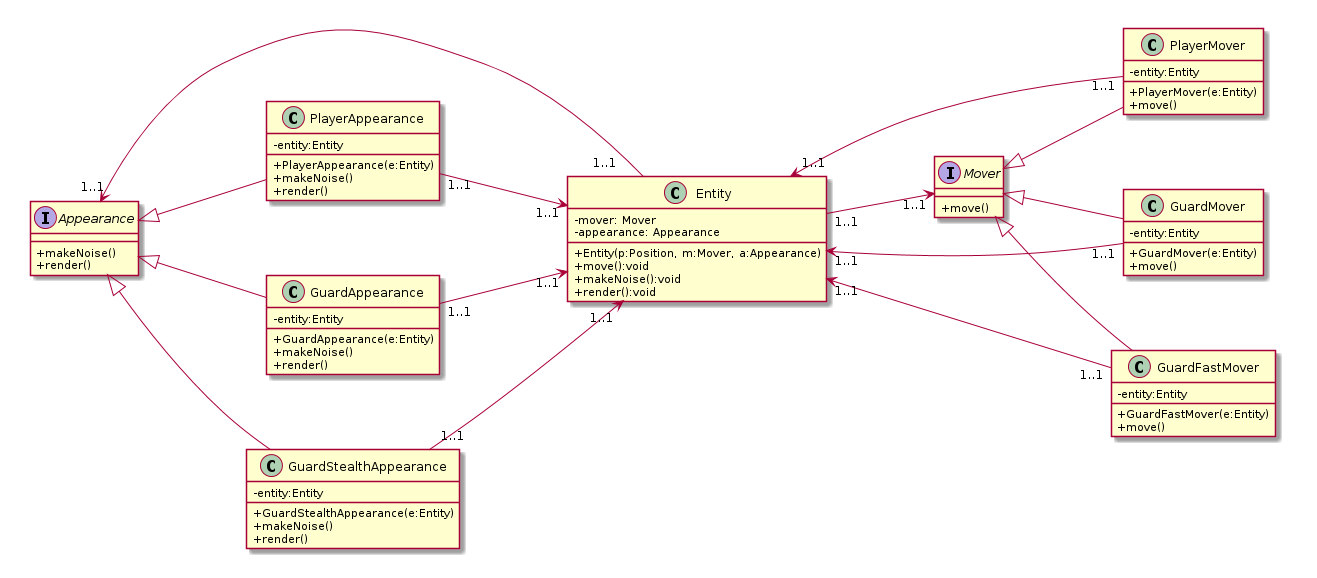 C PlayerMover
-entity:Entity
+PlayerMover(e:Entity)
+move()
1..1
1..1
C PlayerAppearance
-entity:Entity
+PlayerAppearance(e:Entity)
+makeNoise()
+render()
1..1
1..1
1..1
1..1
I Appearance
+makeNoise()
+render()
C Entity
-mover: Mover
-appearance: Appearance
+Entity(p:Position, m:Mover, a:Appearance)
+move():void
+makeNoise():void
+render():void
1..1
1..1
1..1
1..1
I Mover
+move()
C GuardMover
-entity:Entity
+GuardMover(e:Entity)
+move()
1..1
C GuardAppearance
-entity:Entity
+GuardAppearance(e:Entity)
+makeNoise()
+render()
1..1
1..1
1..1
1..1
C GuardFastMover
-entity:Entity
+GuardFastMover(e:Entity)
+move()
1..1
C GuardStealthAppearance
-entity:Entity
+GuardStealthAppearance(e:Entity)
+makeNoise()
+render()